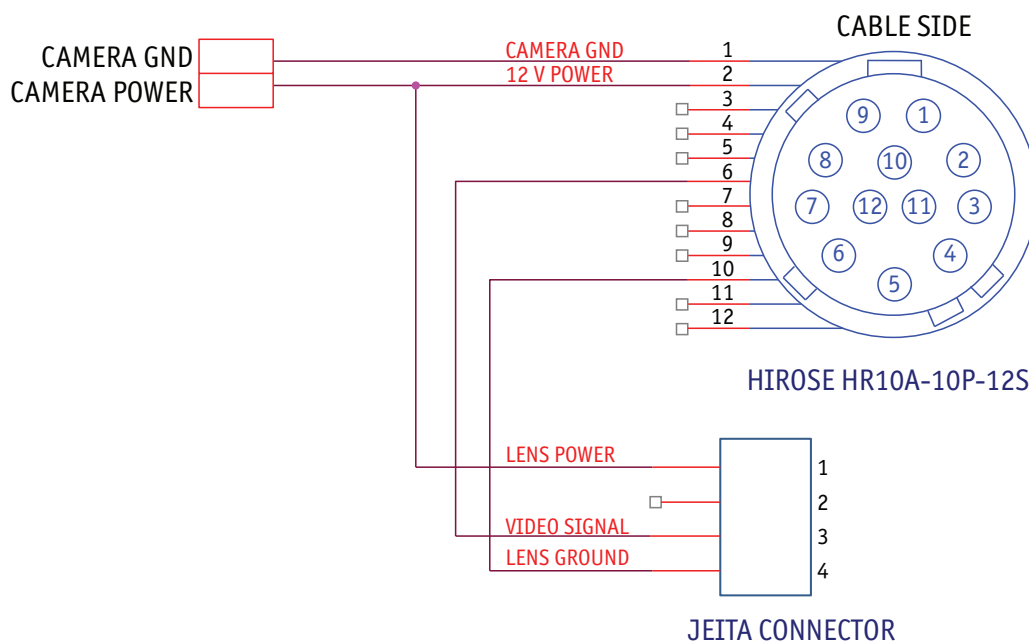 CABLE SIDE
CAMERA GND
CAMERA POWER
CAMERA GND
12 V POWER
1
2
3
4
5
6
7
8
9
10
11
12
9 1
8 10 2
7 12 11 3
6 4
5
HIROSE HR10A-10P-12S
LENS POWER 1
2
VIDEO SIGNAL 3
LENS GROUND 4
JEITA CONNECTOR